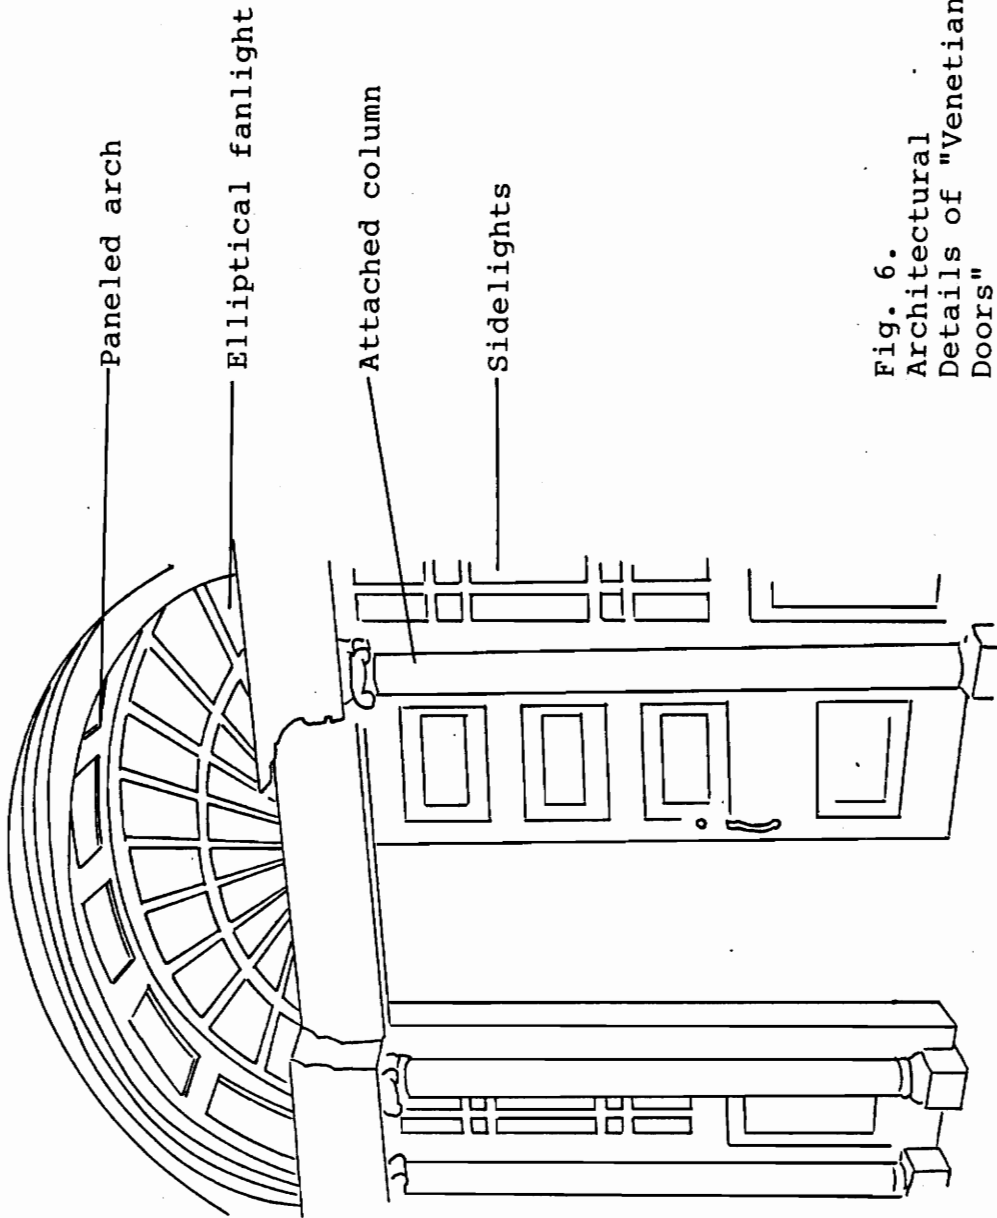 Paneled arch
Elliptical fanlight
Attached column
Sidelights
Fig. 6.
Architectural
Details of "Venetian
Doors"